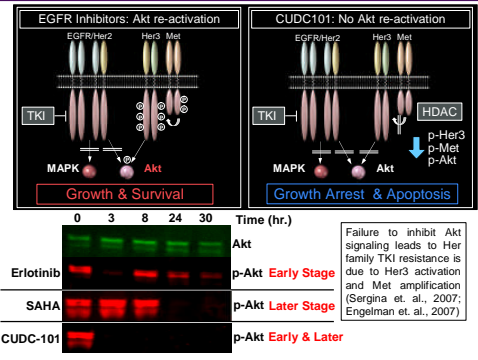 EGFR Inhibitors: Akt re-activation
EGFR/Her2 Her3 Met
TKI
P P P P P P P P
P
MAPK Akt
Growth & Survival
CUDC101: No Akt re-activation
EGFR/Her2 Her3 Met
TKI
HDAC
p-Her3
p-Met
p-Akt
MAPK Akt
Growth Arrest & Apoptosis
0 3 8 24 30 Time (hr.)
Akt
Erlotinib p-Akt Early Stage
SAHA p-Akt Later Stage
CUDC-101 p-Akt Early & Later
Failure to inhibit Akt
signaling leads to Her
family TKI resistance is
due to Her3 activation
and Met amplification
(Sergina et. al., 2007;
Engelman et. al., 2007)